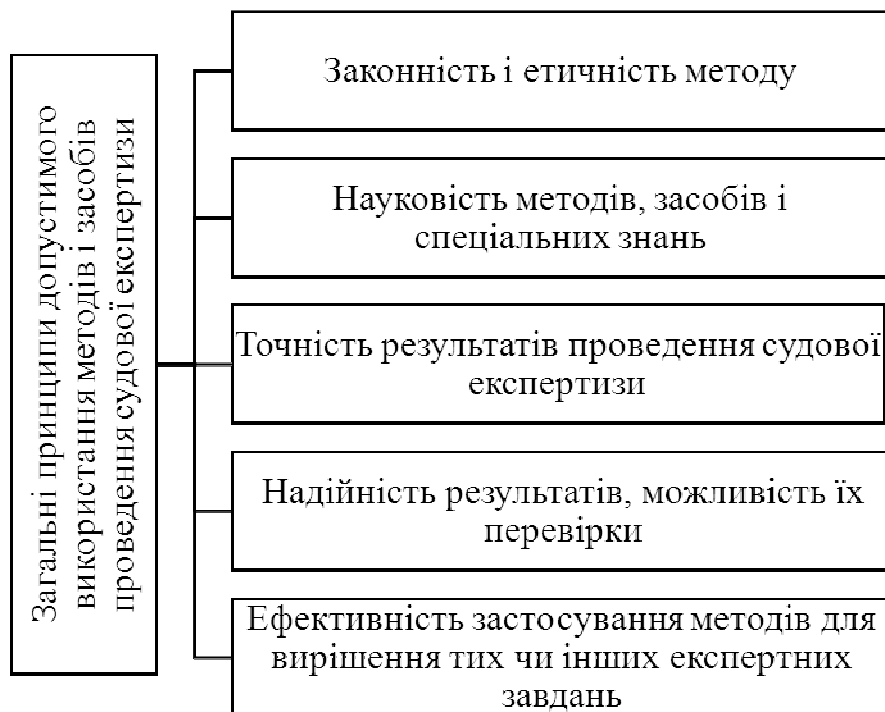 Загальні принципи допустимого
використання методів і засобів
проведення судової експертизи
Законність і етичність методу
Науковість методів, засобів і
спеціальних знань
Точність результатів проведення судової
експертизи
Надійність результатів, можливість їх
перевірки
Ефективність застосування методів для
вирішення тих чи інших експертних
завдань